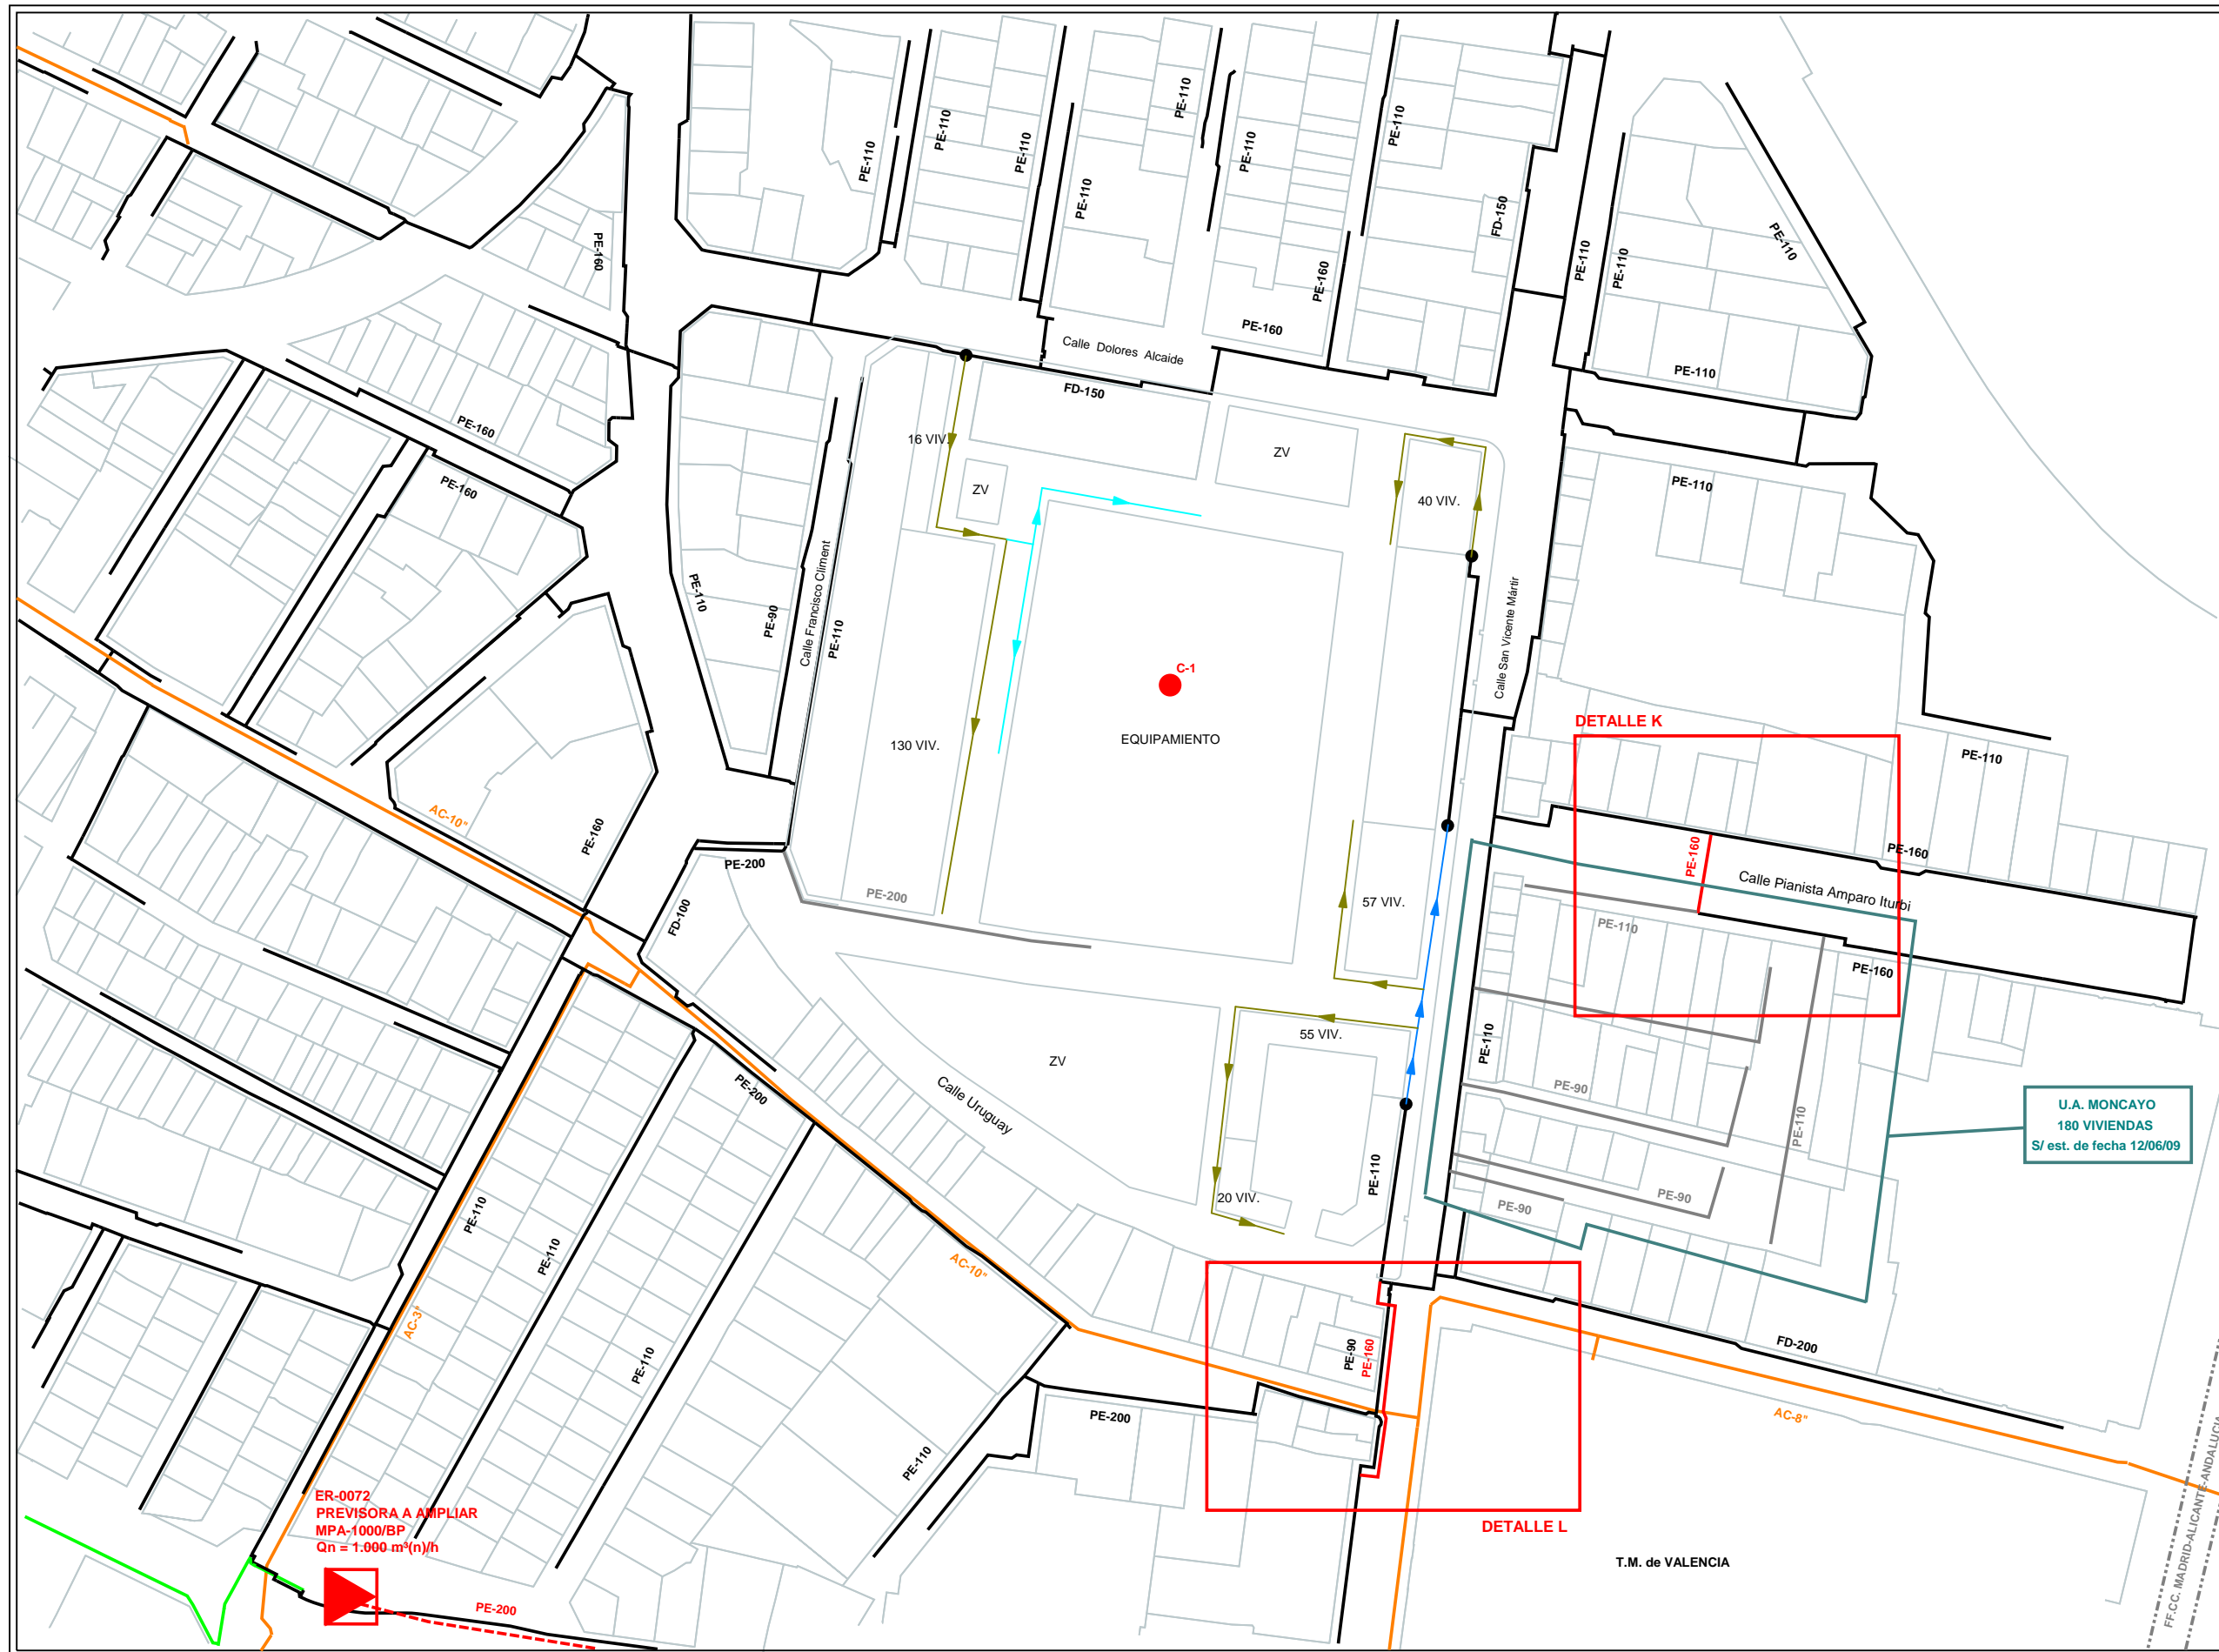 PE-110
PE-110
PE-110
PE-110
PE-110
PE-110
PE-110
PE-160
FD-150
PE-110
PE-110
PE-110
PE-160
PE-160
Calle Dolores Alcaide
PE-110
FD-150
PE-160
PE-160
16 VIV.
ZV
ZV
40 VIV.
PE-110
PE-110
PE-90
Calle Francisco Climent
PE-110
Calle San Vicente Mártir
C-1
EQUIPAMIENTO
130 VIV.
DETALLE K
PE-110
AC-10"
PE-160
PE-200
PE-200
FD-100
57 VIV.
PE-160
PE-160
Calle Pianista Amparo Iturbi
PE-110
PE-160
55 VIV.
ZV
PE-110
PE-200
Calle Uruguay
PE-90
PE-110
U.A. MONCAYO
180 VIVIENDAS
S/ est. de fecha 12/06/09
PE-110
20 VIV.
PE-90
PE-90
PE-110
PE-110
AC-10"
AC-3"
PE-110
PE-90
PE-160
FD-200
PE-200
AC-8"
PE-110
ER-0072
PREVISORA A AMPLIAR
MPA-1000/BP
Qn = 1.000 m³(n)/h
DETALLE L
T.M. de VALENCIA
PE-200
FF.CC. MADRID-ALICANTE-ANDALUCIA